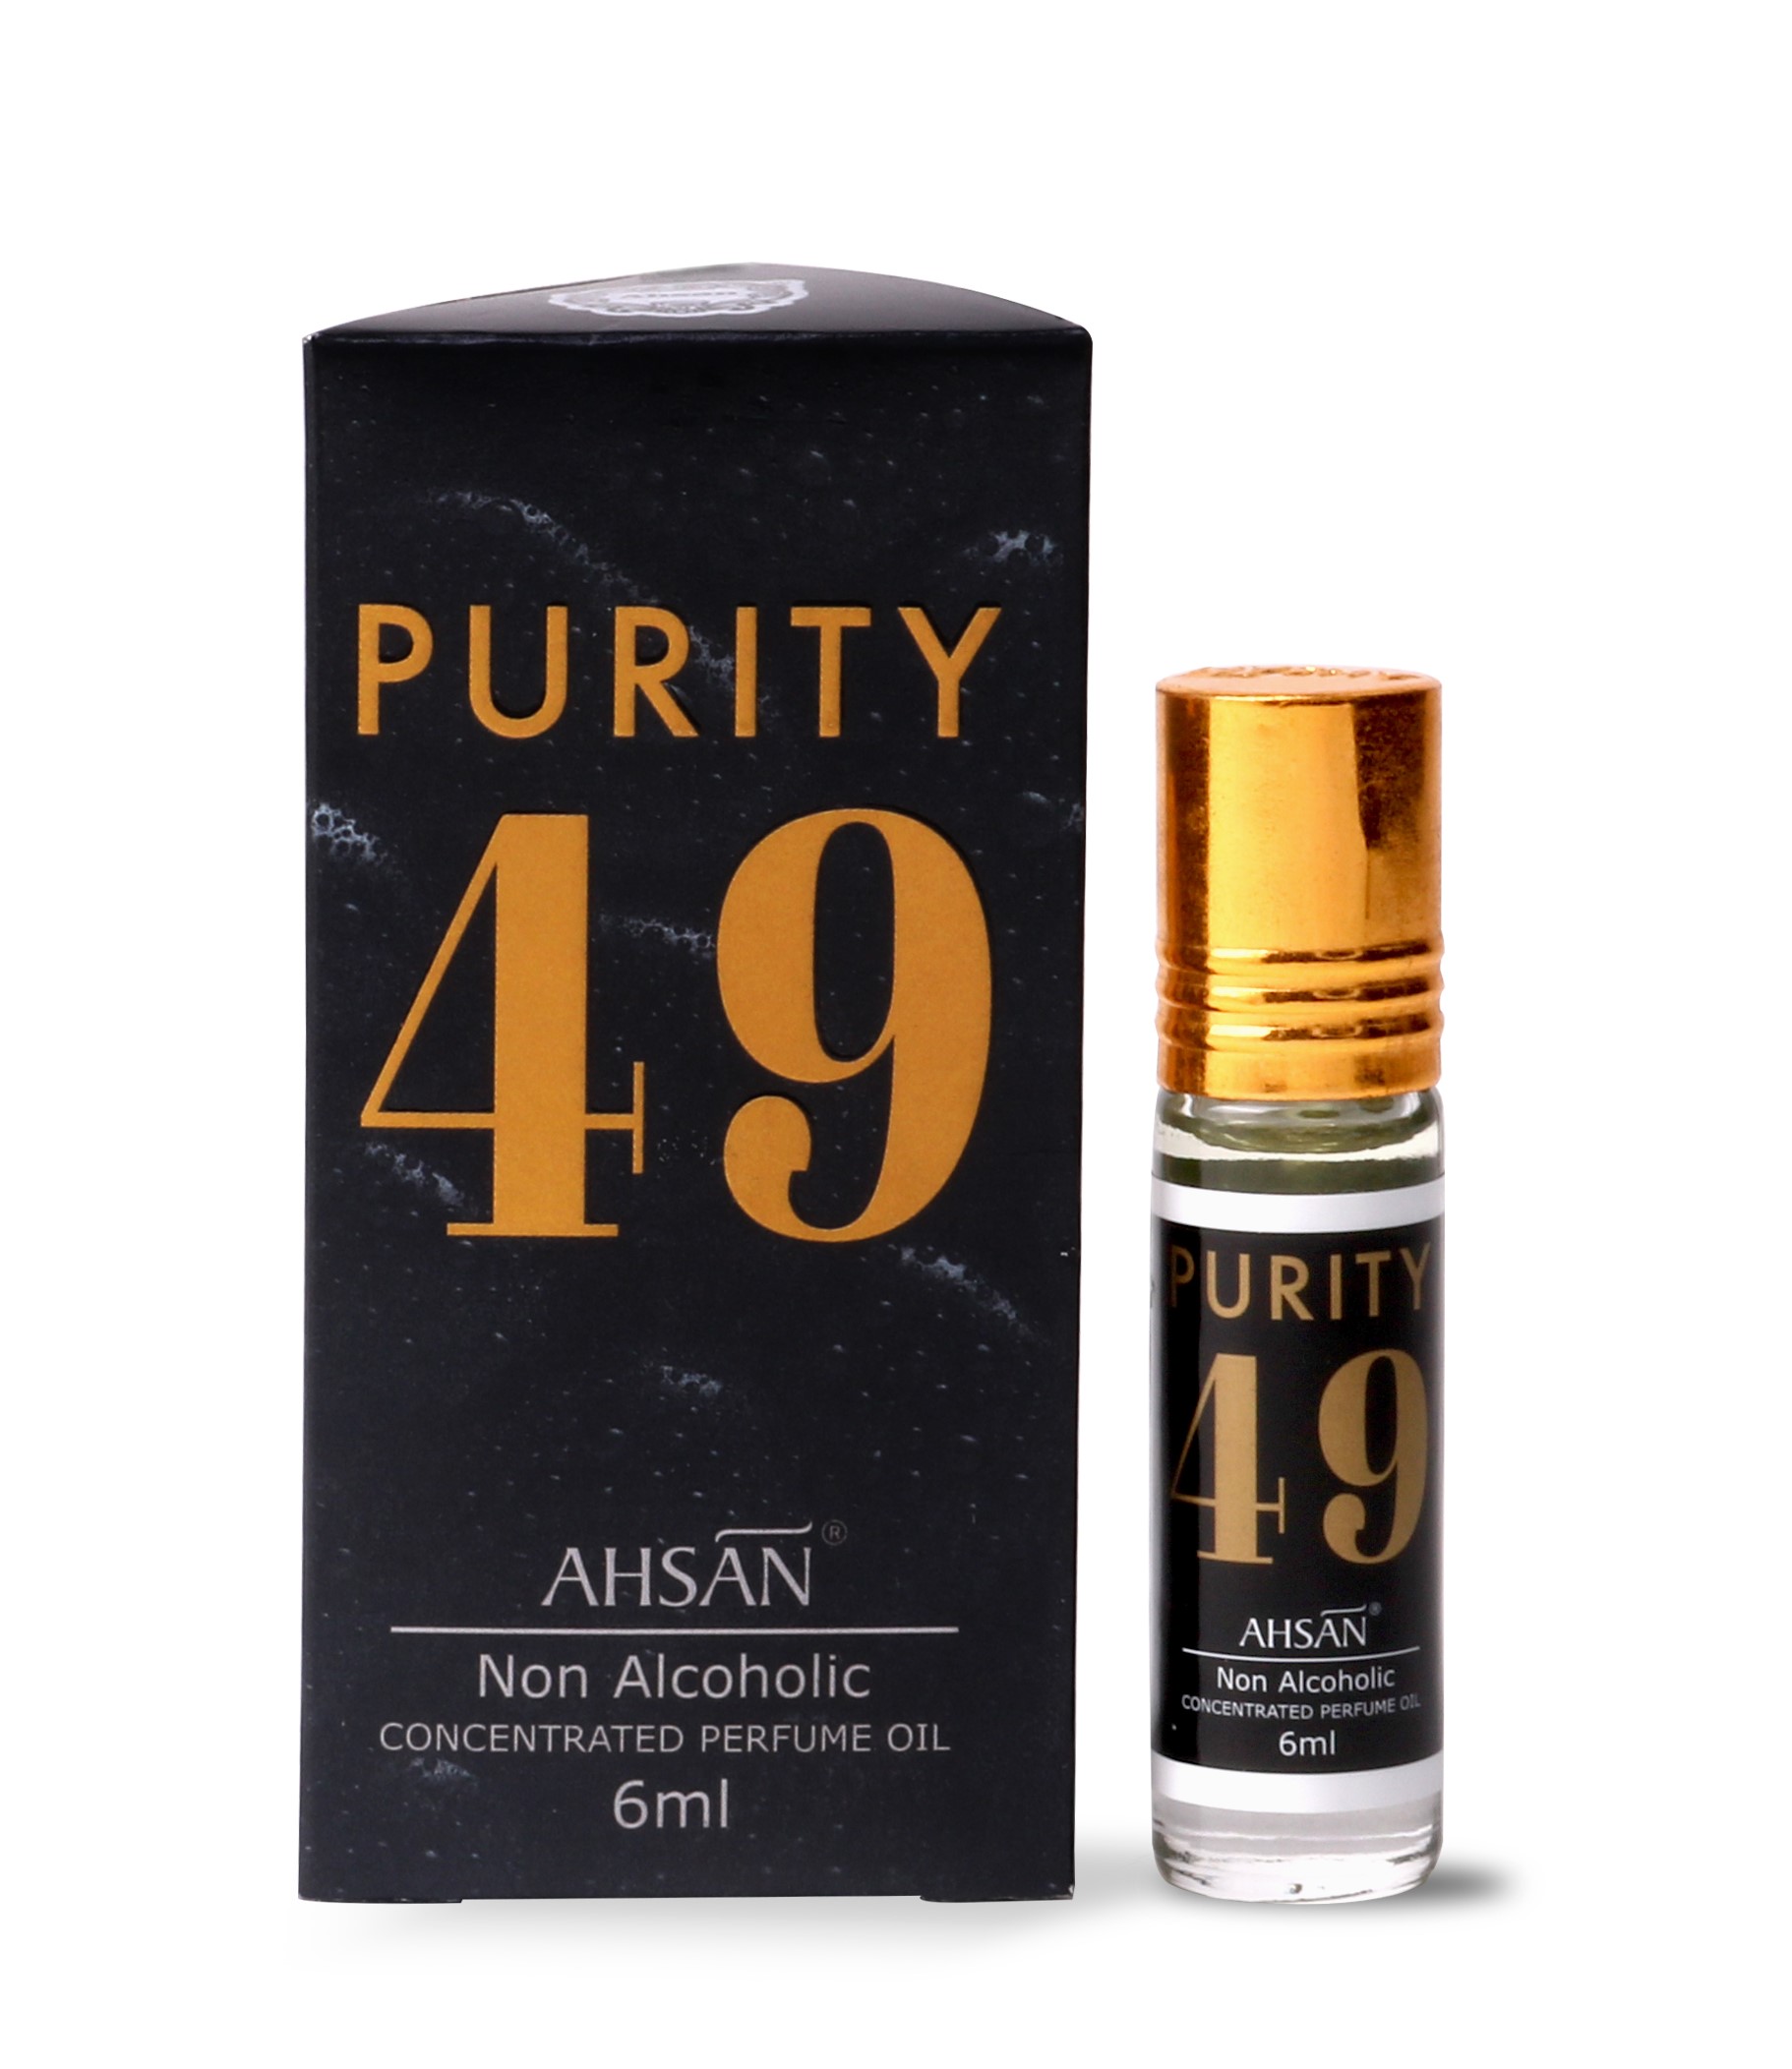 PURITY
49
AHSAN®
Non Alcoholic
CONCENTRATED PERFUME OIL
6ml
PURITY
49
AHSAN®
Non Alcoholic
CONCENTRATED PERFUME OIL
6ml